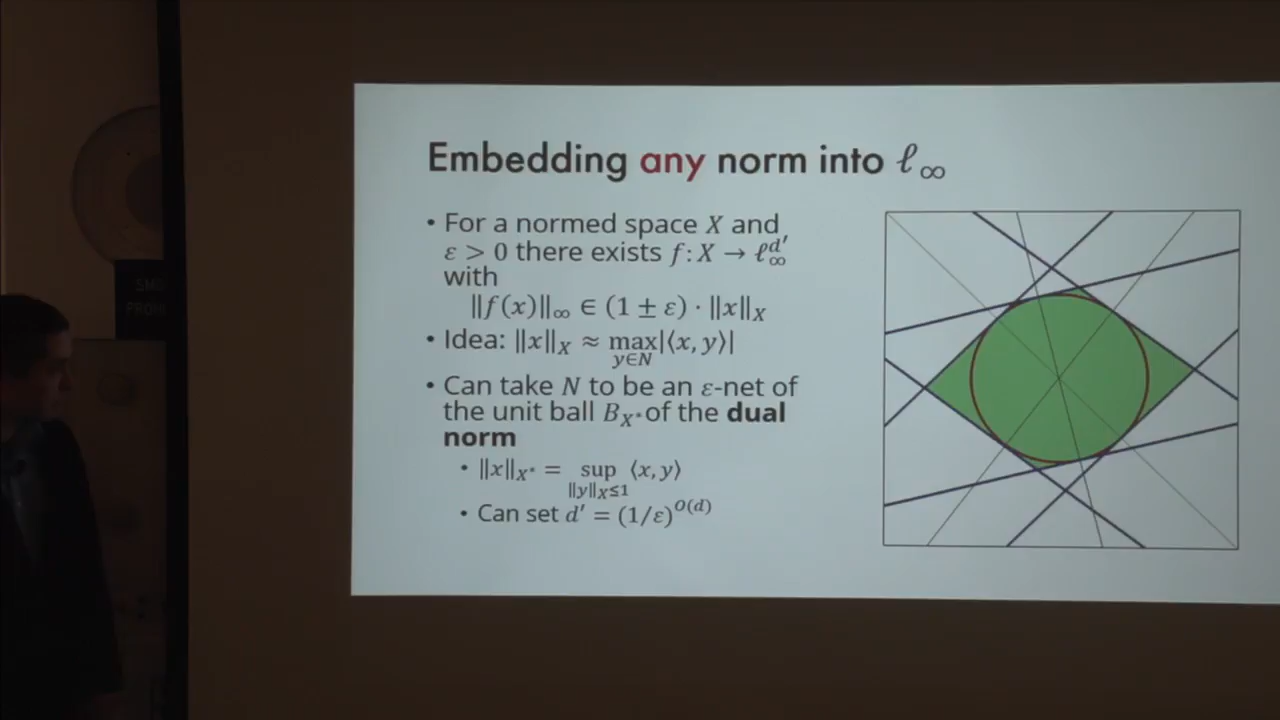 Embedding any norm into ℓ∞
• For a normed space X and
ε > 0 there exists f: X → ℓ∞^d′
with
‖f(x)‖∞ ∈ (1 ± ε) · ‖x‖X
• Idea: ‖x‖X ≈ max|⟨x, y⟩|
y∈N
• Can take N to be an ε-net of
the unit ball BX* of the dual
norm
• ‖x‖X* = sup ⟨x, y⟩
‖y‖X≤1
• Can set d′ = (1/ε)^O(d)